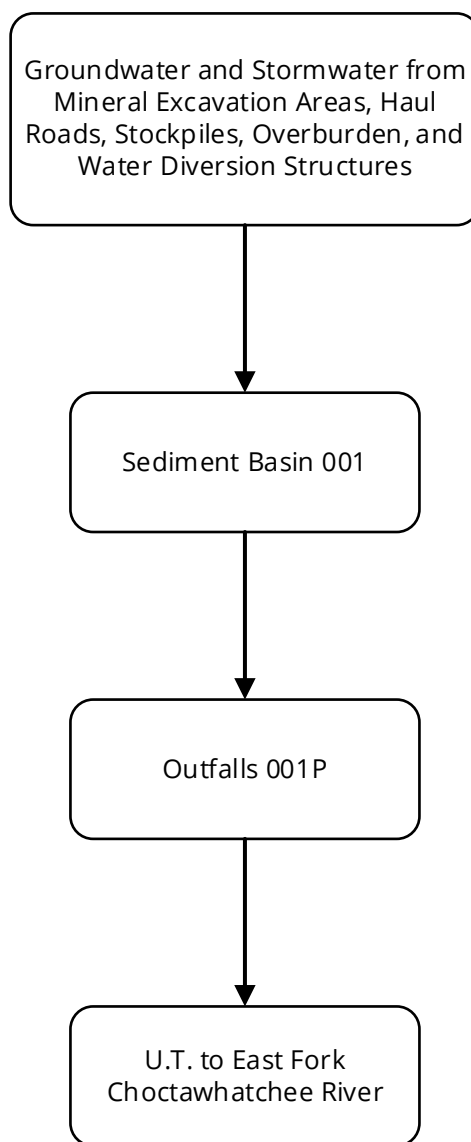 Groundwater and Stormwater from
Mineral Excavation Areas, Haul
Roads, Stockpiles, Overburden, and
Water Diversion Structures
Sediment Basin 001
Outfalls 001P
U.T. to East Fork
Choctawhatchee River